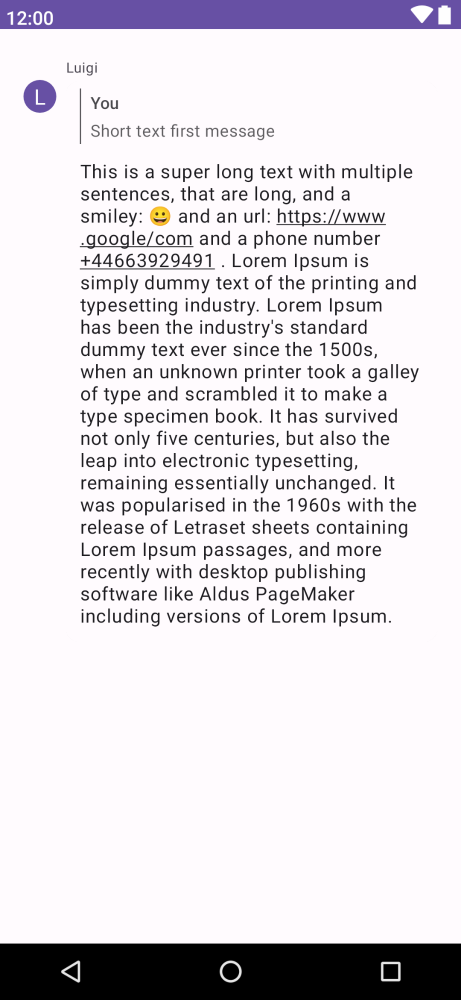 12:00
Luigi
L
You
Short text first message
This is a super long text with multiple
sentences, that are long, and a
smiley: 😀 and an url: https://www
.google/com and a phone number
+44663929491 . Lorem Ipsum is
simply dummy text of the printing and
typesetting industry. Lorem Ipsum
has been the industry's standard
dummy text ever since the 1500s,
when an unknown printer took a galley
of type and scrambled it to make a
type specimen book. It has survived
not only five centuries, but also the
leap into electronic typesetting,
remaining essentially unchanged. It
was popularised in the 1960s with the
release of Letraset sheets containing
Lorem Ipsum passages, and more
recently with desktop publishing
software like Aldus PageMaker
including versions of Lorem Ipsum.